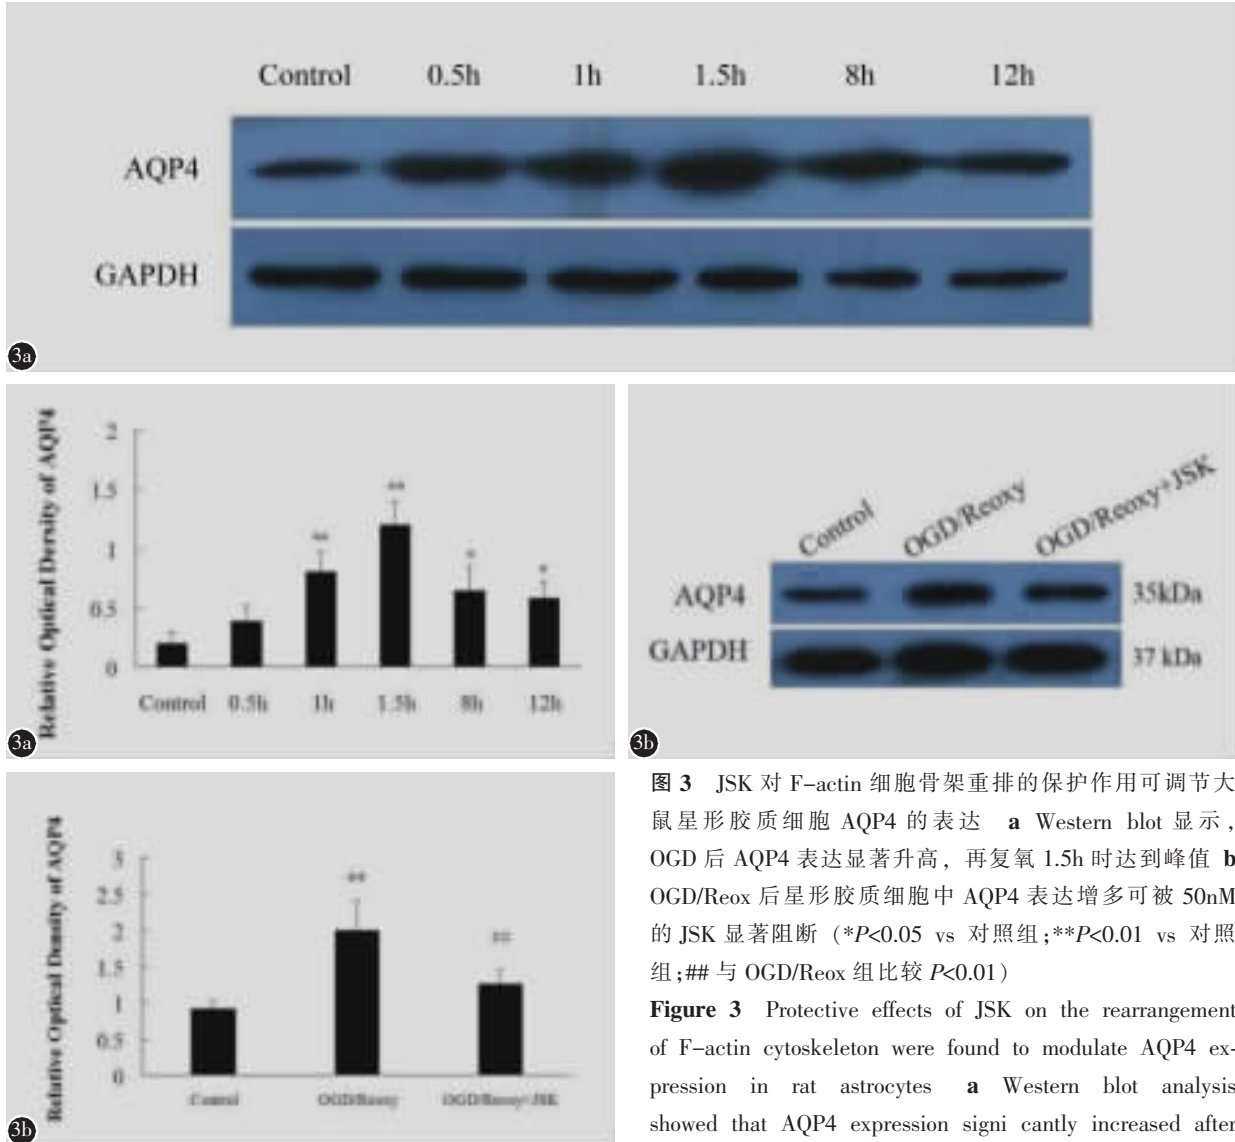 Control 0.5h 1h 1.5h 8h 12h
AQP4
GAPDH
3a
Relative Optical Dersity of AQP4
2
1.5
1
0.5
0
** ** * *
Control 0.5h 1h 1.5h 8h 12h
3a
Control OGD/Reoxy OGD/Reoxy+JSK
AQP4 35kDa
GAPDH 37 kDa
3b
Relative Optical Density of AQP4
3
2.5
2
1.5
1
0.5
0
** ##
Control OGD/Reoxy OGD/Reoxy+JSK
3b
图 3 JSK 对 F-actin 细胞骨架重排的保护作用可调节大
鼠星形胶质细胞 AQP4 的表达 a Western blot 显示,
OGD 后 AQP4 表达显著升高, 再复氧 1.5h 时达到峰值 b
OGD/Reox 后星形胶质细胞中 AQP4 表达增多可被 50nM
的 JSK 显著阻断 (*P<0.05 vs 对照组;**P<0.01 vs 对照
组;## 与 OGD/Reox 组比较 P<0.01)
Figure 3 Protective effects of JSK on the rearrangement
of F-actin cytoskeleton were found to modulate AQP4 ex-
pression in rat astrocytes a Western blot analysis
showed that AQP4 expression signi cantly increased after